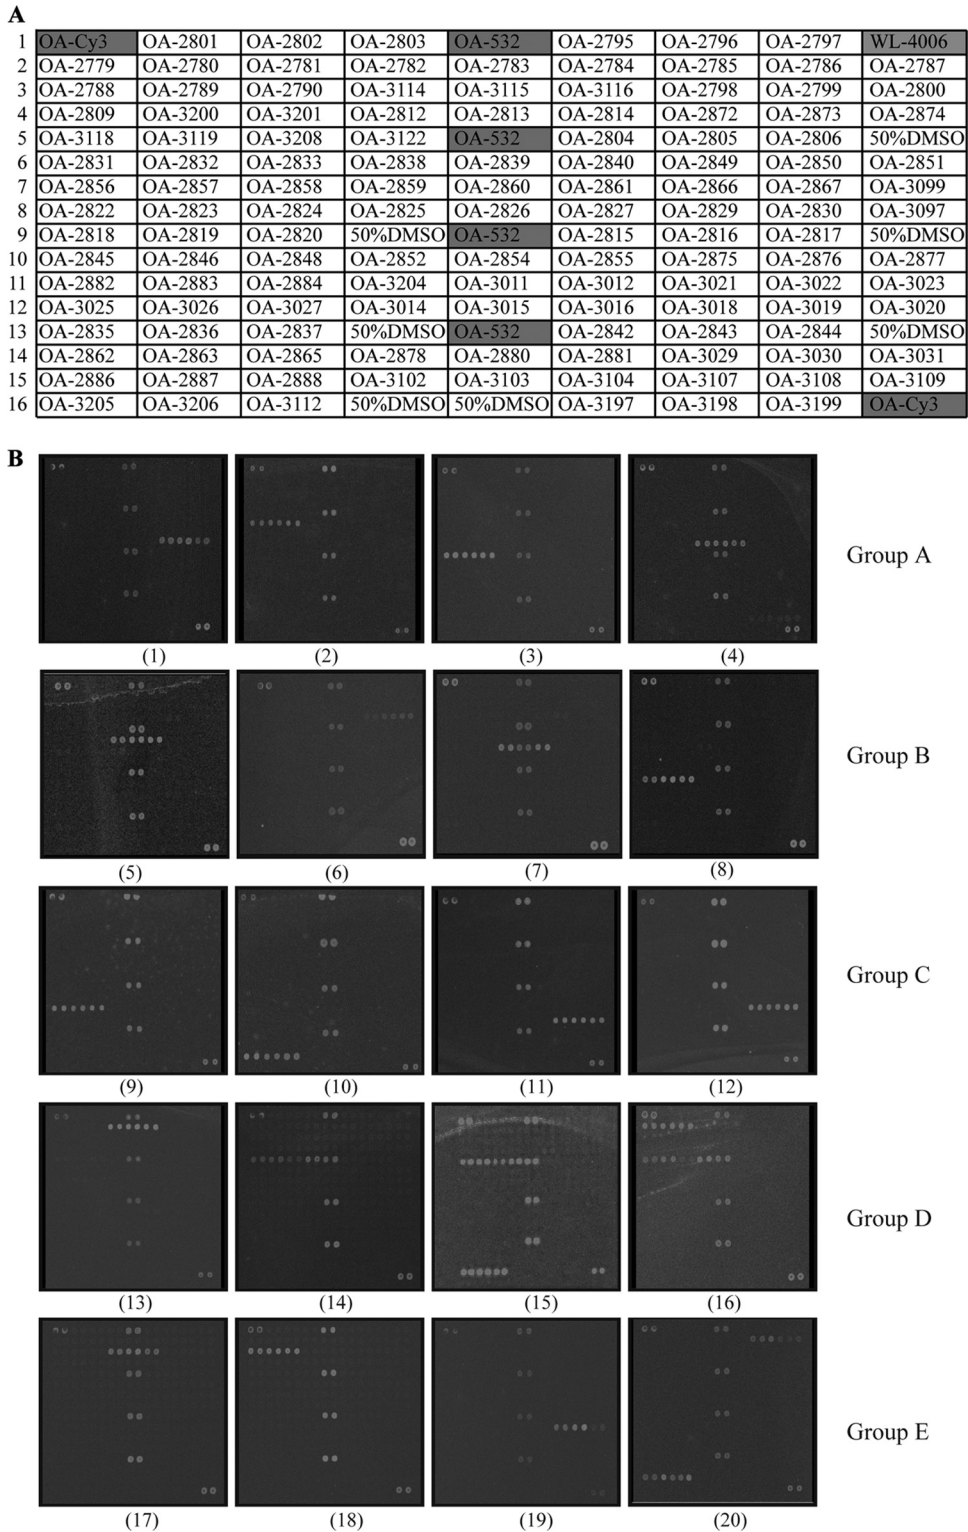 A
1 OA-Cy3 OA-2801 OA-2802 OA-2803 OA-532 OA-2795 OA-2796 OA-2797 WL-4006
2 OA-2779 OA-2780 OA-2781 OA-2782 OA-2783 OA-2784 OA-2785 OA-2786 OA-2787
3 OA-2788 OA-2789 OA-2790 OA-3114 OA-3115 OA-3116 OA-2798 OA-2799 OA-2800
4 OA-2809 OA-3200 OA-3201 OA-2812 OA-2813 OA-2814 OA-2872 OA-2873 OA-2874
5 OA-3118 OA-3119 OA-3208 OA-3122 OA-532 OA-2804 OA-2805 OA-2806 50%DMSO
6 OA-2831 OA-2832 OA-2833 OA-2838 OA-2839 OA-2840 OA-2849 OA-2850 OA-2851
7 OA-2856 OA-2857 OA-2858 OA-2859 OA-2860 OA-2861 OA-2866 OA-2867 OA-3099
8 OA-2822 OA-2823 OA-2824 OA-2825 OA-2826 OA-2827 OA-2829 OA-2830 OA-3097
9 OA-2818 OA-2819 OA-2820 50%DMSO OA-532 OA-2815 OA-2816 OA-2817 50%DMSO
10 OA-2845 OA-2846 OA-2848 OA-2852 OA-2854 OA-2855 OA-2875 OA-2876 OA-2877
11 OA-2882 OA-2883 OA-2884 OA-3204 OA-3011 OA-3012 OA-3021 OA-3022 OA-3023
12 OA-3025 OA-3026 OA-3027 OA-3014 OA-3015 OA-3016 OA-3018 OA-3019 OA-3020
13 OA-2835 OA-2836 OA-2837 50%DMSO OA-532 OA-2842 OA-2843 OA-2844 50%DMSO
14 OA-2862 OA-2863 OA-2865 OA-2878 OA-2880 OA-2881 OA-3029 OA-3030 OA-3031
15 OA-2886 OA-2887 OA-2888 OA-3102 OA-3103 OA-3104 OA-3107 OA-3108 OA-3109
16 OA-3205 OA-3206 OA-3112 50%DMSO 50%DMSO OA-3197 OA-3198 OA-3199 OA-Cy3
B
Group A
(1) (2) (3) (4)
Group B
(5) (6) (7) (8)
Group C
(9) (10) (11) (12)
Group D
(13) (14) (15) (16)
Group E
(17) (18) (19) (20)